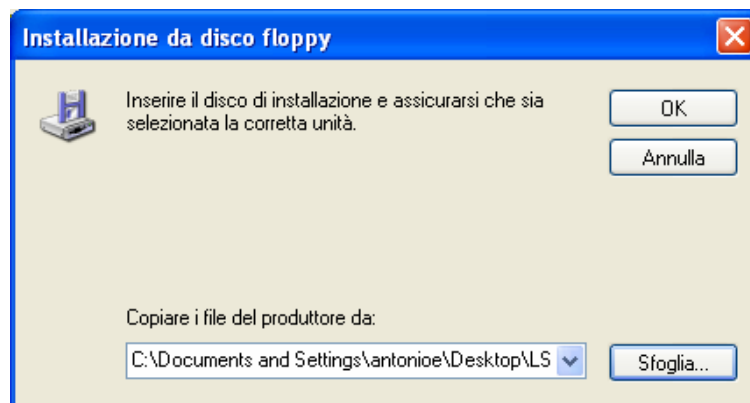 Installazione da disco floppy
Inserire il disco di installazione e assicurarsi che sia
selezionata la corretta unità.
OK
Annulla
Copiare i file del produttore da:
C:\Documents and Settings\antonioe\Desktop\LS
Sfoglia...